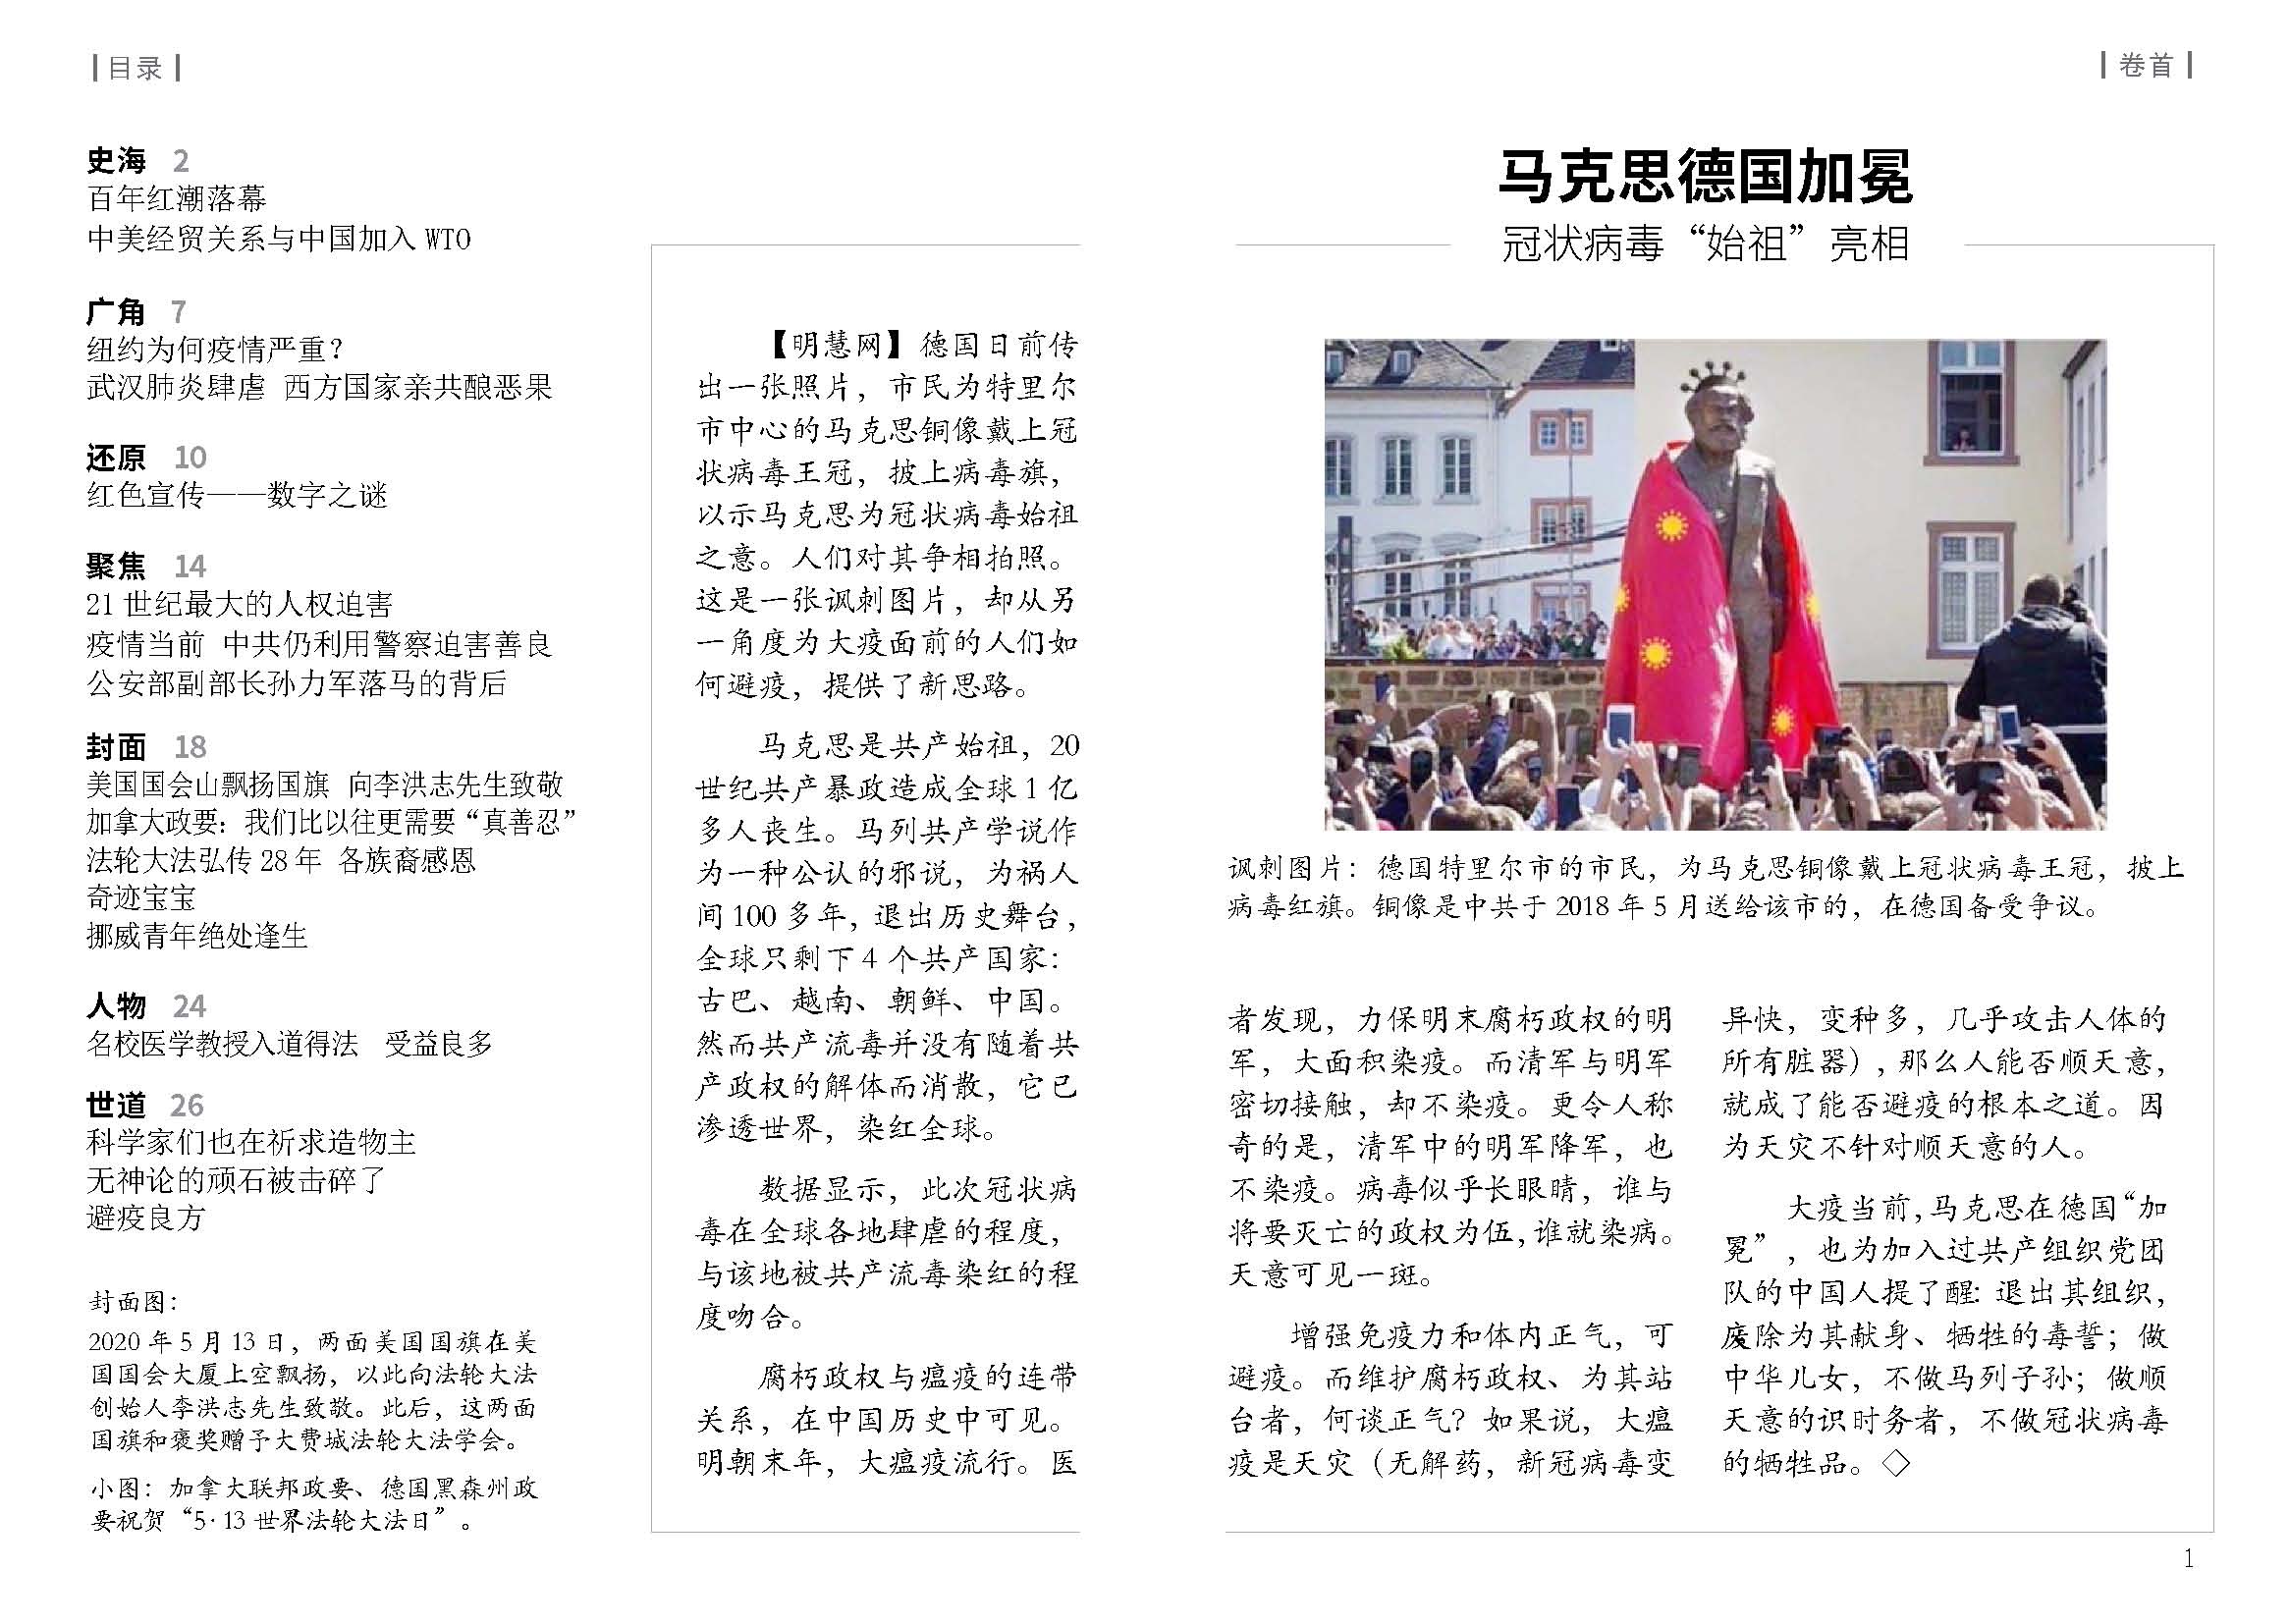 目录
史海 2
百年红潮落幕
中美经贸关系与中国加入 WTO
广角 7
纽约为何疫情严重？
武汉肺炎肆虐 西方国家亲共酿恶果
还原 10
红色宣传——数字之谜
聚焦 14
21 世纪最大的人权迫害
疫情当前 中共仍利用警察迫害善良
公安部副部长孙力军落马的背后
封面 18
美国国会山飘扬国旗 向李洪志先生致敬
加拿大政要：我们比以往更需要“真善忍”
法轮大法弘传 28 年 各族裔感恩
奇迹宝宝
挪威青年绝处逢生
人物 24
名校医学教授入道得法 受益良多
世道 26
科学家们也在祈求造物主
无神论的顽石被击碎了
避疫良方
封面图：
2020 年 5 月 13 日，两面美国国旗在美
国国会大厦上空飘扬，以此向法轮大法
创始人李洪志先生致敬。此后，这两面
国旗和褒奖赠予大费城法轮大法学会。
小图：加拿大联邦政要、德国黑森州政
要祝贺“5·13 世界法轮大法日”。
卷首
马克思德国加冕
冠状病毒“始祖”亮相
【明慧网】德国日前传
出一张照片，市民为特里尔
市中心的马克思铜像戴上冠
状病毒王冠，披上病毒旗，
以示马克思为冠状病毒始祖
之意。人们对其争相拍照。
这是一张讽刺图片，却从另
一角度为大疫面前的人们如
何避疫，提供了新思路。
马克思是共产始祖，20
世纪共产暴政造成全球 1 亿
多人丧生。马列共产学说作
为一种公认的邪说，为祸人
间 100 多年，退出历史舞台，
全球只剩下 4 个共产国家：
古巴、越南、朝鲜、中国。
然而共产流毒并没有随着共
产政权的解体而消散，它已
渗透世界，染红全球。
数据显示，此次冠状病
毒在全球各地肆虐的程度，
与该地被共产流毒染红的程
度吻合。
腐朽政权与瘟疫的连带
关系，在中国历史中可见。
明朝末年，大瘟疫流行。医
讽刺图片：德国特里尔市的市民，为马克思铜像戴上冠状病毒王冠，披上
病毒红旗。铜像是中共于 2018 年 5 月送给该市的，在德国备受争议。
者发现，力保明末腐朽政权的明
军，大面积染疫。而清军与明军
密切接触，却不染疫。更令人称
奇的是，清军中的明军降军，也
不染疫。病毒似乎长眼睛，谁与
将要灭亡的政权为伍，谁就染病。
天意可见一斑。
增强免疫力和体内正气，可
避疫。而维护腐朽政权、为其站
台者，何谈正气？如果说，大瘟
疫是天灾（无解药，新冠病毒变
异快，变种多，几乎攻击人体的
所有脏器），那么人能否顺天意，
就成了能否避疫的根本之道。因
为天灾不针对顺天意的人。
大疫当前，马克思在德国“加
冕”，也为加入过共产组织党团
队的中国人提了醒：退出其组织，
废除为其献身、牺牲的毒誓；做
中华儿女，不做马列子孙；做顺
天意的识时务者，不做冠状病毒
的牺牲品。◇
1